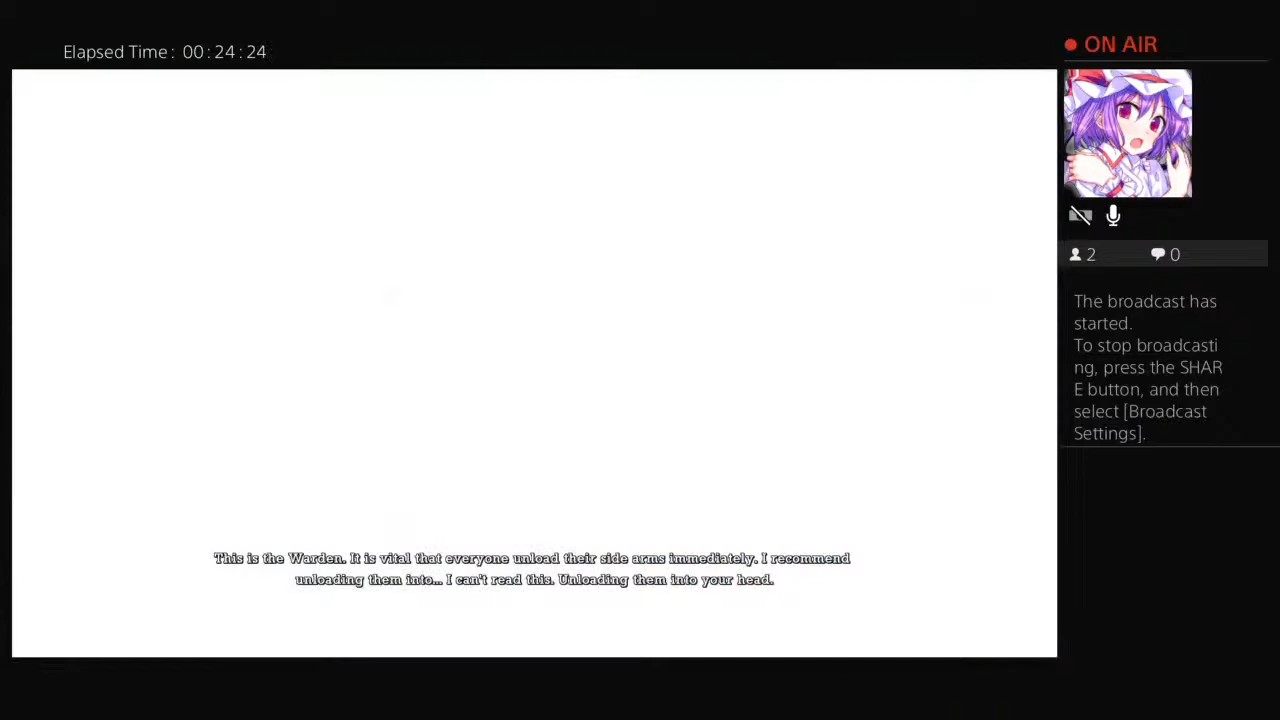 Elapsed Time: 00:24:24
ON AIR
2
0
The broadcast has
started.
To stop broadcasti
ng, press the SHAR
E button, and then
select [Broadcast
Settings].
This is the Warden. It is vital that everyone unload their side arms immediately. I recommend
unloading them into... I can't read this. Unloading them into your head.